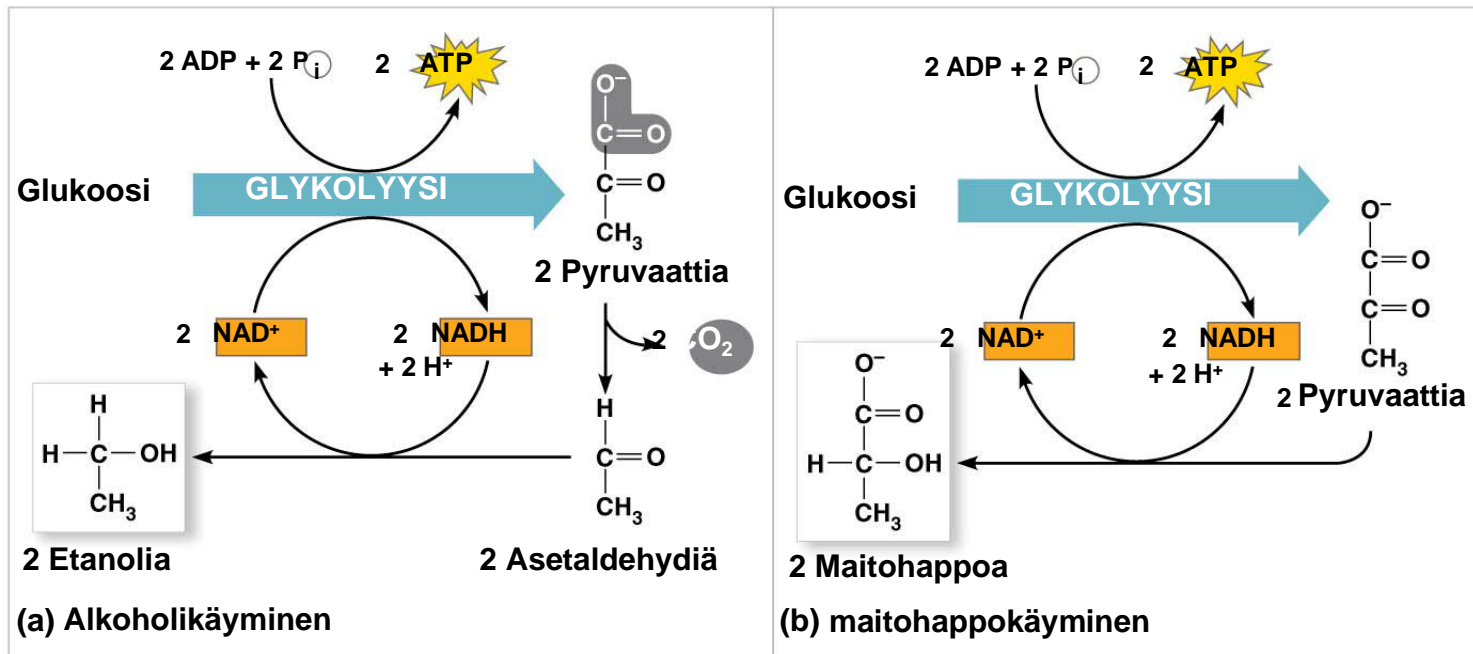 2 ADP + 2 Pi 2 ATP
O–
C=O
Glukoosi GLYKOLYYSI
C=O
CH3
2 Pyruvaattia
2 NAD+ 2 NADH 2 CO2
+ 2 H+
H
H–C–OH
CH3
H
C=O
CH3
2 Etanolia 2 Asetaldehydiä
(a) Alkoholikäyminen
2 ADP + 2 Pi 2 ATP
Glukoosi GLYKOLYYSI
O–
C=O
C=O
CH3
2 Pyruvaattia
2 NAD+ 2 NADH
+ 2 H+
O–
C=O
H–C–OH
CH3
2 Maitohappoa
(b) maitohappokäyminen